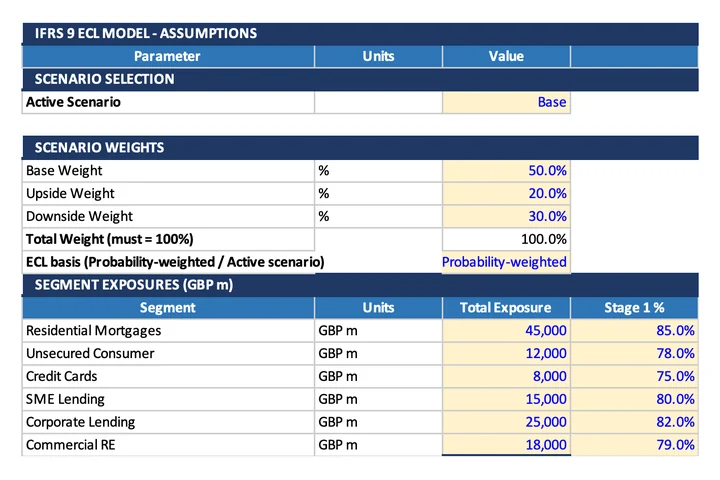 IFRS 9 ECL MODEL - ASSUMPTIONS
Parameter Units Value
SCENARIO SELECTION
Active Scenario Base
SCENARIO WEIGHTS
Base Weight % 50.0%
Upside Weight % 20.0%
Downside Weight % 30.0%
Total Weight (must = 100%) 100.0%
ECL basis (Probability-weighted / Active scenario) Probability-weighted
SEGMENT EXPOSURES (GBP m)
Segment Units Total Exposure Stage 1 %
Residential Mortgages GBP m 45,000 85.0%
Unsecured Consumer GBP m 12,000 78.0%
Credit Cards GBP m 8,000 75.0%
SME Lending GBP m 15,000 80.0%
Corporate Lending GBP m 25,000 82.0%
Commercial RE GBP m 18,000 79.0%